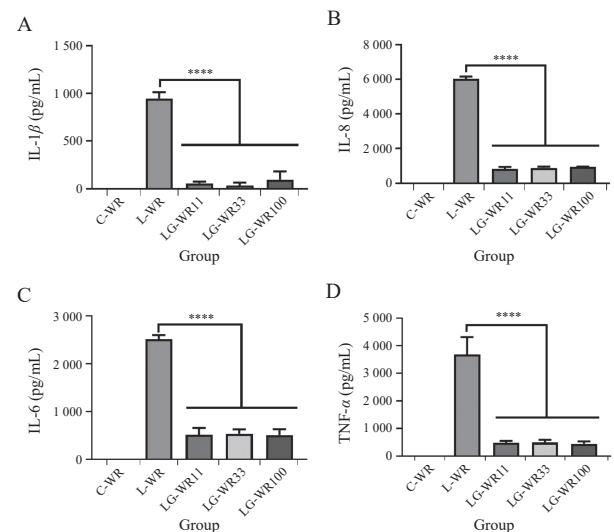 A
IL-1β (pg/mL)
1 500
1 000
500
0
****
C-WR
L-WR
LG-WR11
LG-WR33
LG-WR100
Group
B
IL-8 (pg/mL)
8 000
6 000
4 000
2 000
0
****
C-WR
L-WR
LG-WR11
LG-WR33
LG-WR100
Group
C
IL-6 (pg/mL)
3 000
2 000
1 000
0
****
C-WR
L-WR
LG-WR11
LG-WR33
LG-WR100
Group
D
TNF-α (pg/mL)
5 000
4 000
3 000
2 000
1 000
0
****
C-WR
L-WR
LG-WR11
LG-WR33
LG-WR100
Group